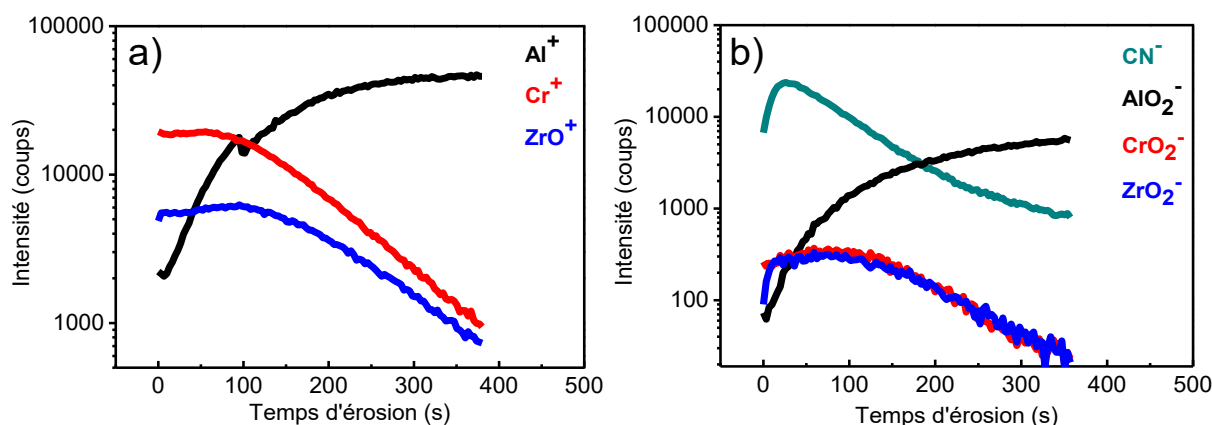 a)
Al+
Cr+
ZrO+
100000
10000
1000
Intensité (coups)
0 100 200 300 400 500
Temps d'érosion (s)
b)
CN-
AlO2-
CrO2-
ZrO2-
100000
10000
1000
100
Intensité (coups)
0 100 200 300 400 500
Temps d'érosion (s)